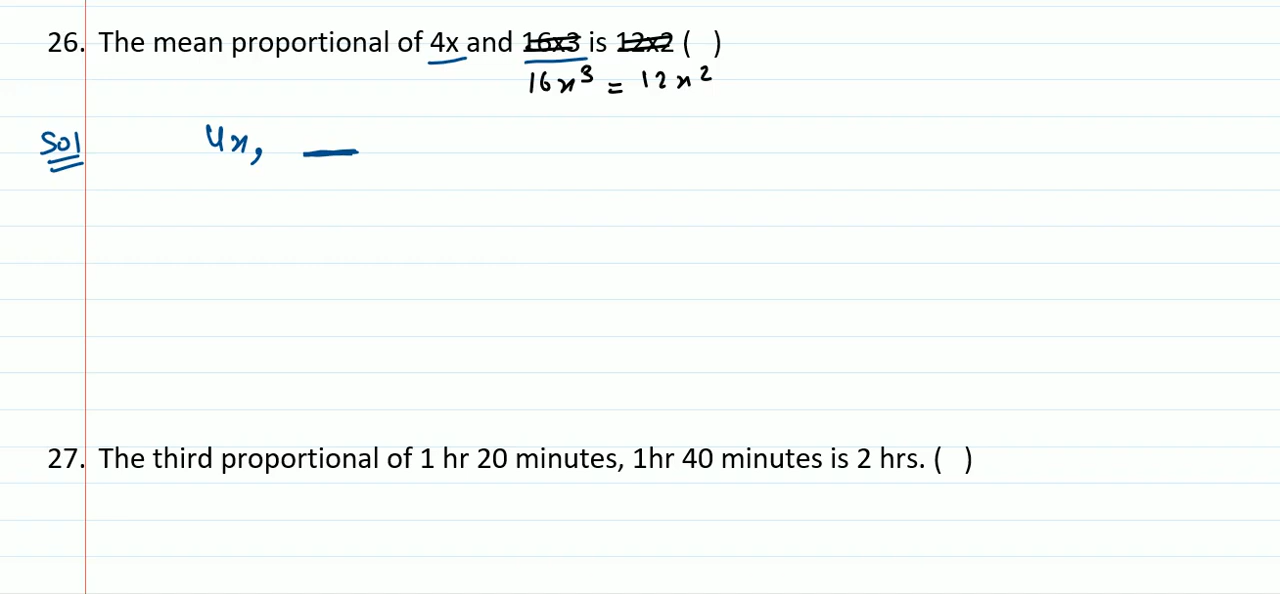 26. The mean proportional of 4x and 16x3 is 12x2 ( )
16x³ = 12x²
Sol 4x, __
27. The third proportional of 1 hr 20 minutes, 1hr 40 minutes is 2 hrs. ( )